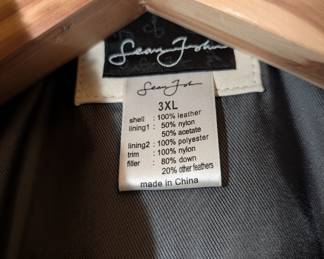 Sean John
Sean John
3XL
shell : 100% leather
lining1 : 50% nylon
50% acetate
lining2 : 100% polyester
trim : 100% nylon
filler : 80% down
20% other feathers
made in China